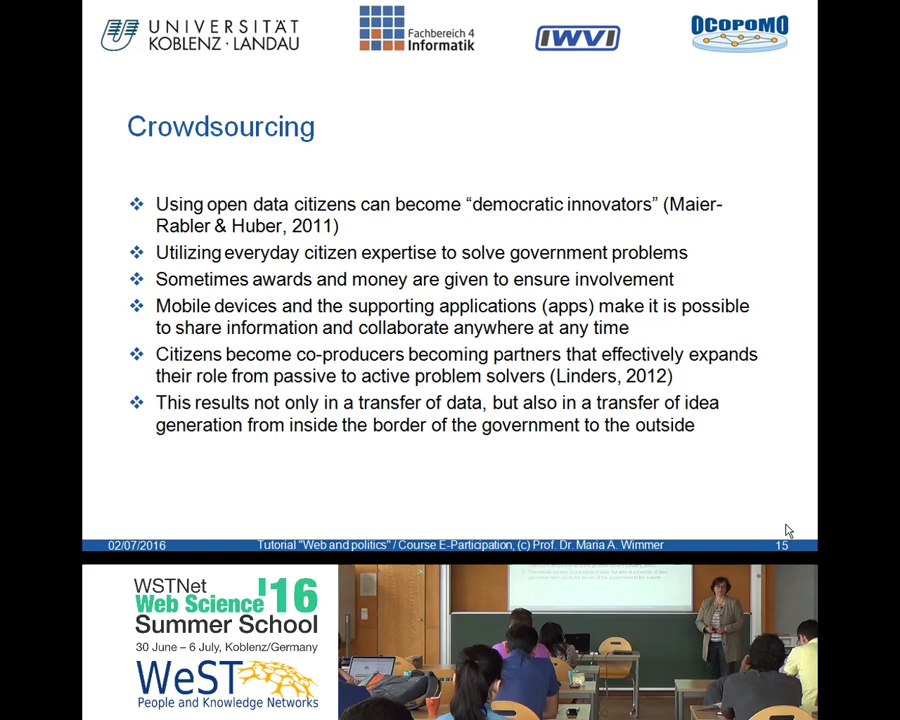 UNIVERSITÄT
KOBLENZ · LANDAU
Fachbereich 4
Informatik
IWVI
OCOPOMO
Crowdsourcing
Using open data citizens can become “democratic innovators” (Maier-
Rabler & Huber, 2011)
Utilizing everyday citizen expertise to solve government problems
Sometimes awards and money are given to ensure involvement
Mobile devices and the supporting applications (apps) make it is possible
to share information and collaborate anywhere at any time
Citizens become co-producers becoming partners that effectively expands
their role from passive to active problem solvers (Linders, 2012)
This results not only in a transfer of data, but also in a transfer of idea
generation from inside the border of the government to the outside
02/07/2016 Tutorial "Web and politics" / Course E-Participation, (c) Prof. Dr. Maria A. Wimmer 15
WSTNet
Web Science '16
Summer School
30 June – 6 July, Koblenz/Germany
WeST
People and Knowledge Networks